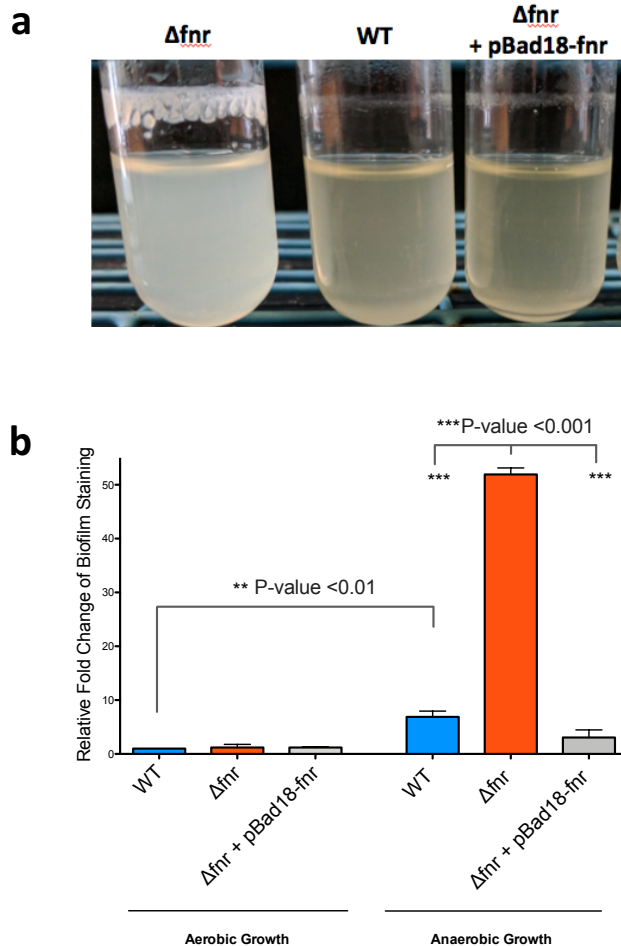 a
Δfnr
WT
Δfnr
+ pBad18-fnr
b
***P-value <0.001
***
***
** P-value <0.01
Relative Fold Change of Biofilm Staining
50
40
30
20
10
0
WT
Δfnr
Δfnr + pBad18-fnr
WT
Δfnr
Δfnr + pBad18-fnr
Aerobic Growth
Anaerobic Growth